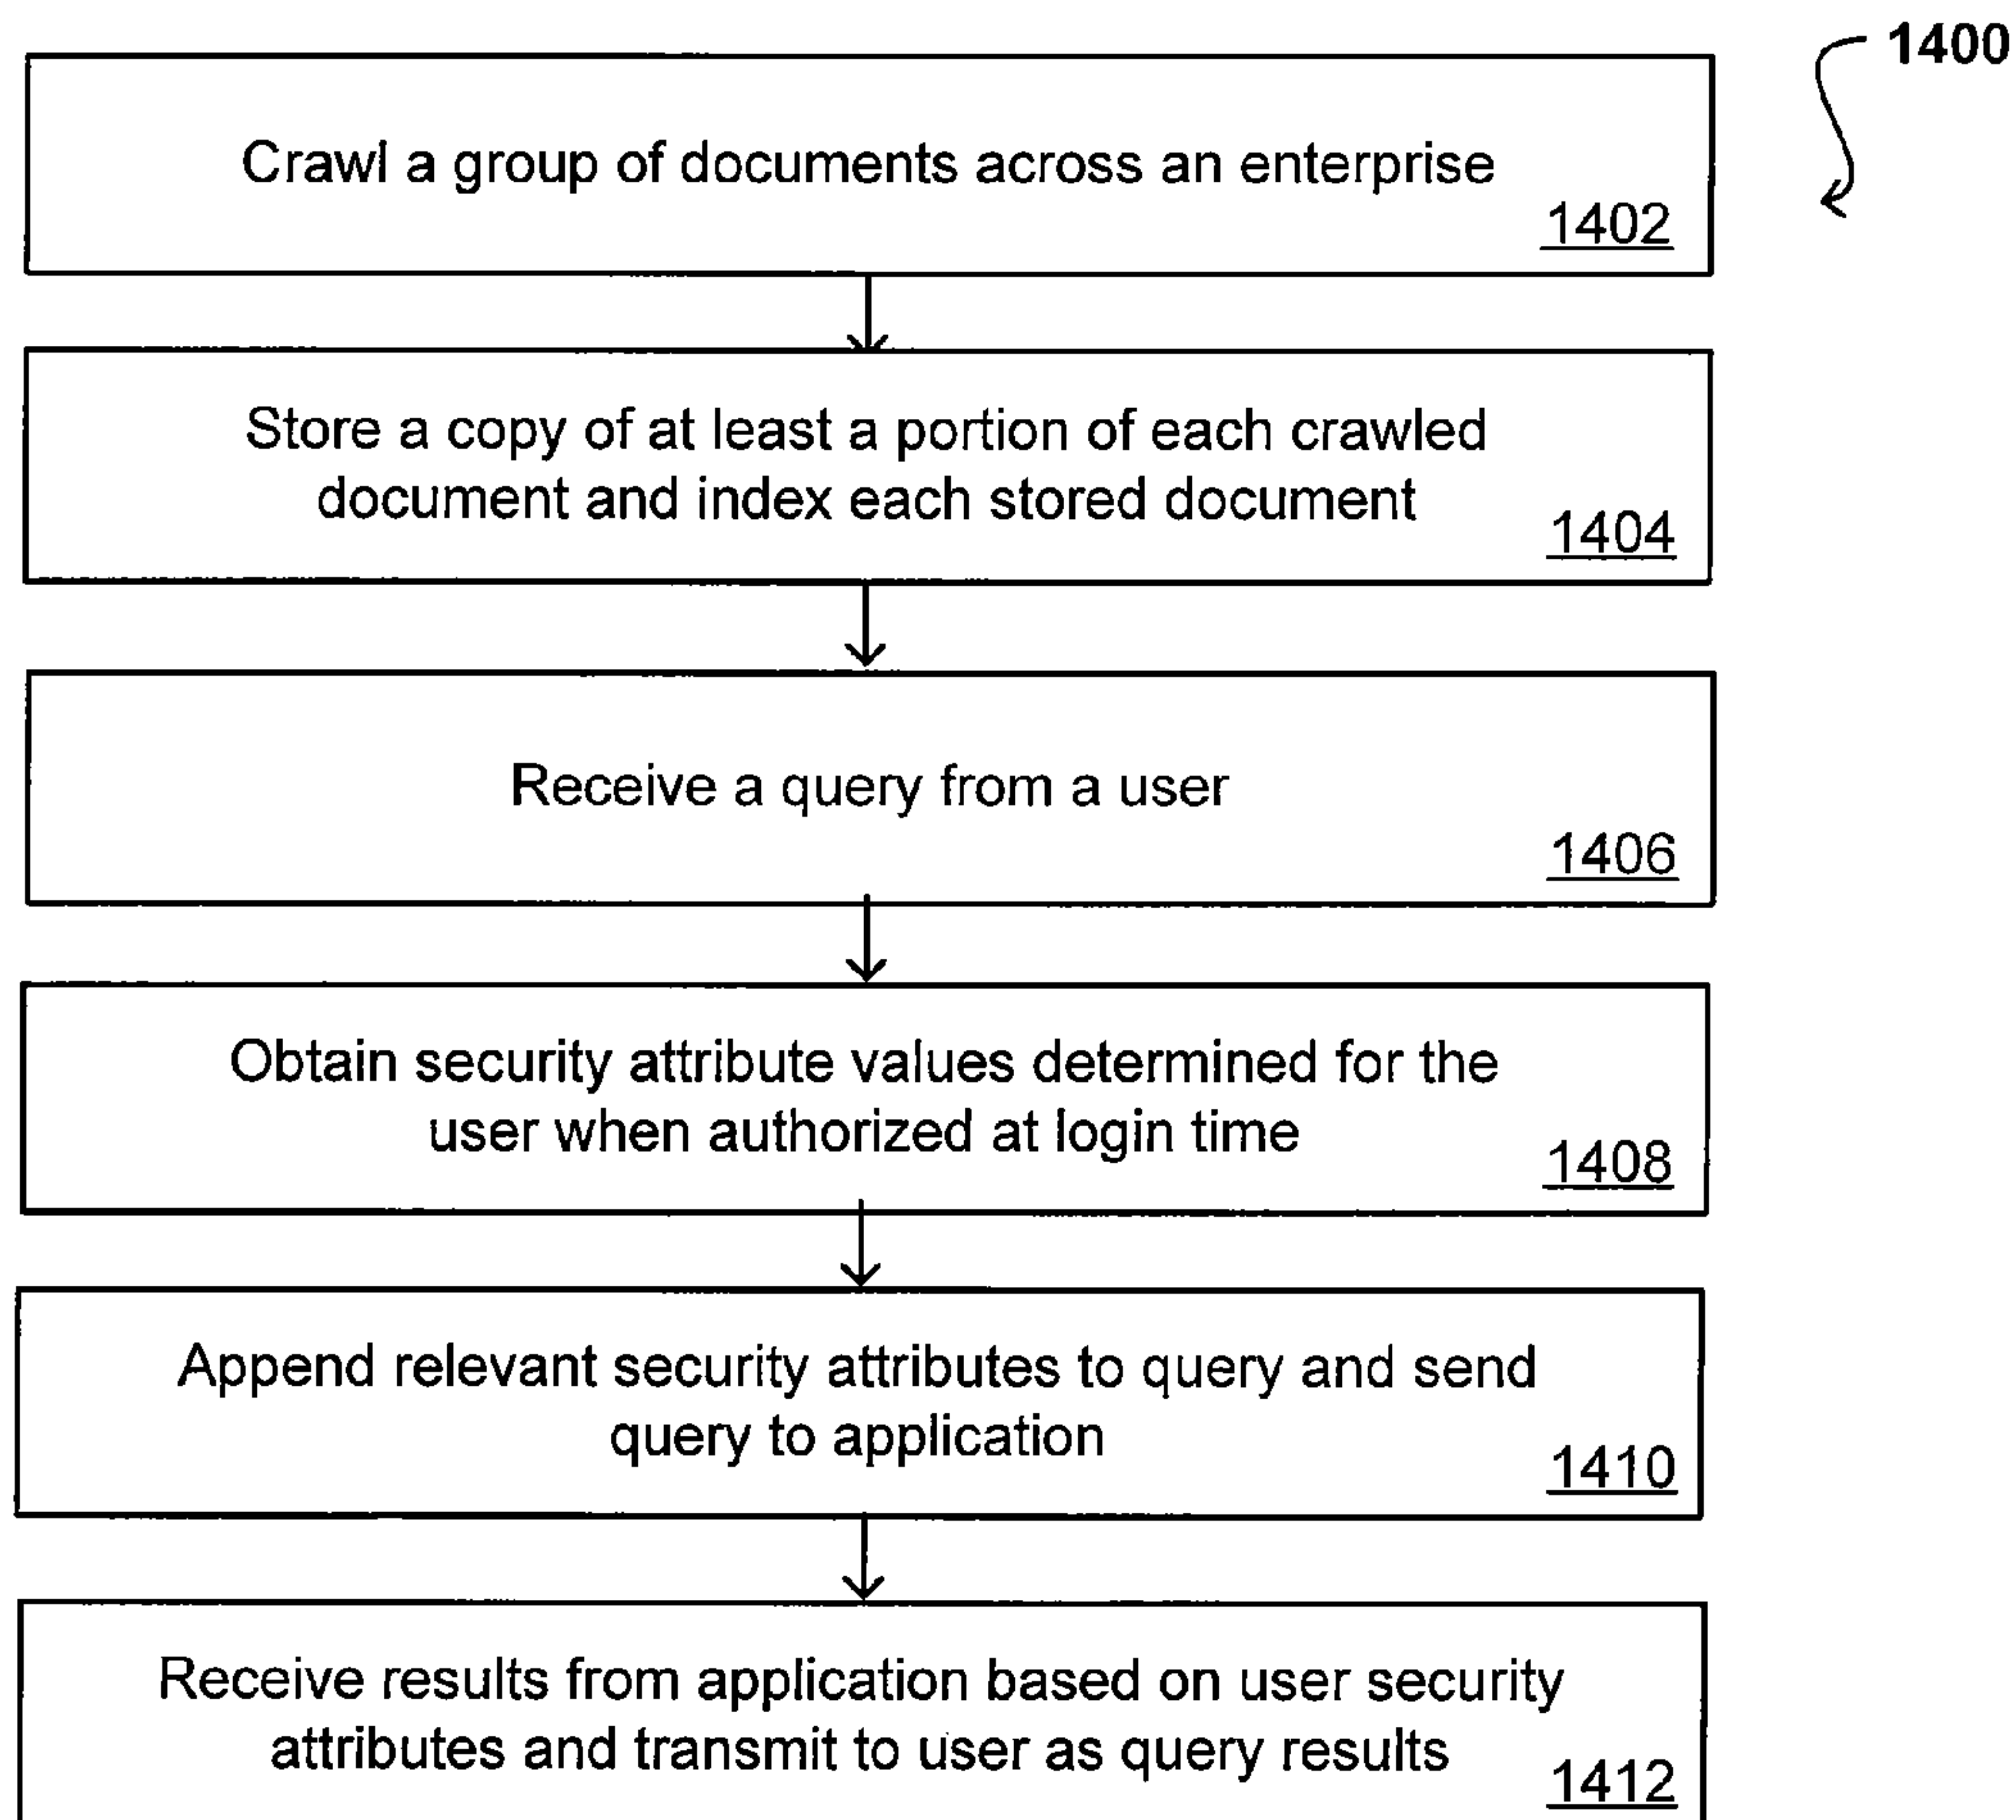 1400
Crawl a group of documents across an enterprise
1402
Store a copy of at least a portion of each crawled
document and index each stored document
1404
Receive a query from a user
1406
Obtain security attribute values determined for the
user when authorized at login time
1408
Append relevant security attributes to query and send
query to application
1410
Receive results from application based on user security
attributes and transmit to user as query results
1412